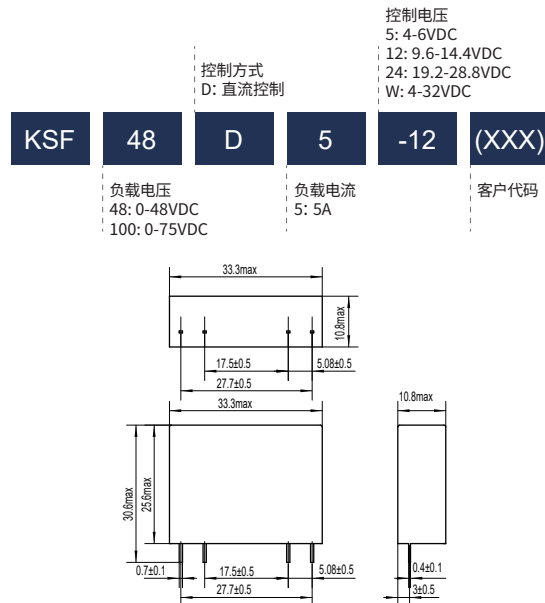 控制电压
5: 4-6VDC
12: 9.6-14.4VDC
24: 19.2-28.8VDC
W: 4-32VDC
控制方式
D: 直流控制
KSF 48 D 5 -12 (XXX)
负载电压
48: 0-48VDC
100: 0-75VDC
负载电流
5: 5A
客户代码
33.3max
10.8max
17.5±0.5
5.08±0.5
27.7±0.5
33.3max
10.8max
30.6max
25.6max
0.7±0.1
17.5±0.5
5.08±0.5
27.7±0.5
0.4±0.1
3±0.5